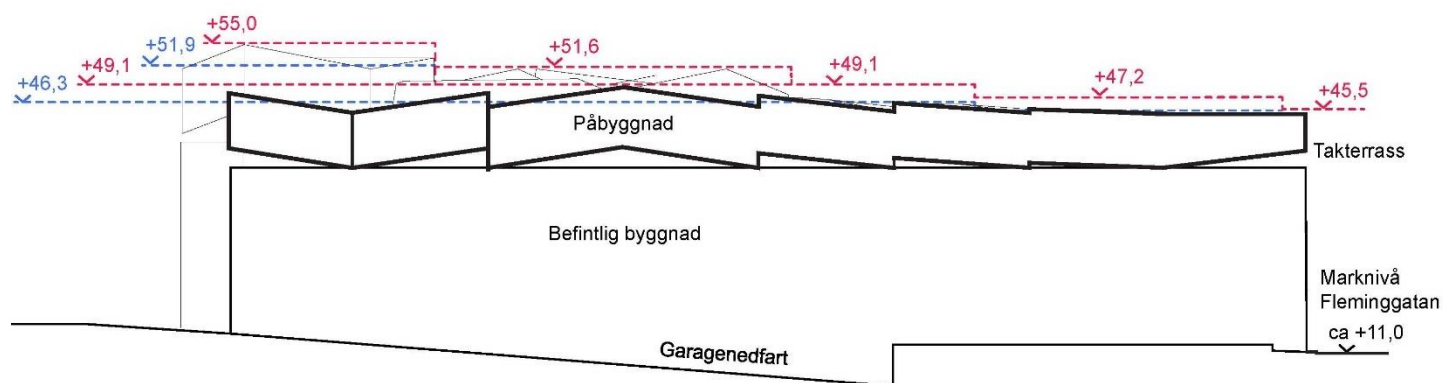 +55,0
+51,9
+51,6
+49,1
+49,1
+46,3
+47,2
+45,5
Påbyggnad
Takterrass
Befintlig byggnad
Marknivå
Fleminggatan
ca +11,0
Garagenedfart